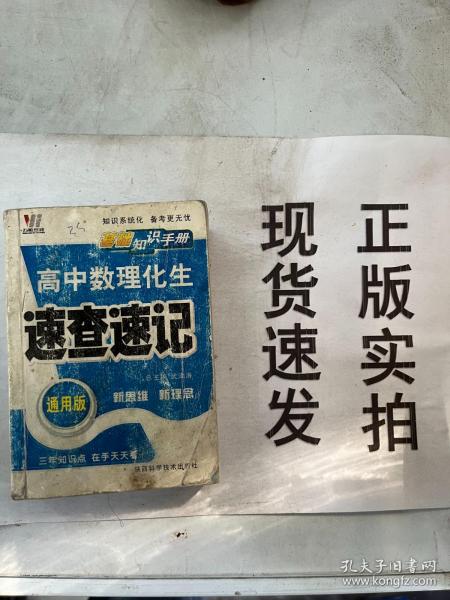 知识系统化 备考更无忧
基础知识手册
高中数理化生
速查速记
通用版
新思维 新理念
三年知识点 在手天天看
陕西科学技术出版社
正版实拍
现货速发
孔夫子旧书网
www.kongfz.com